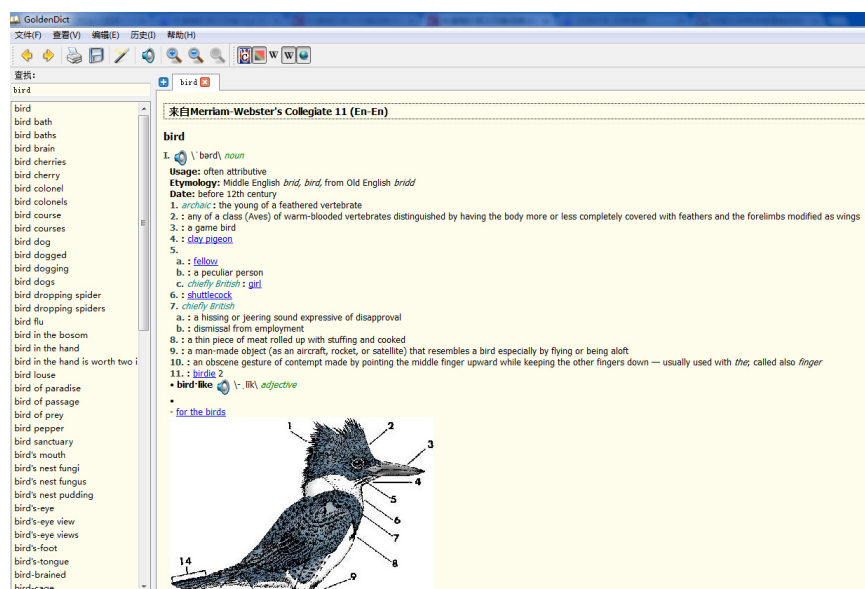 GoldenDict
文件(F) 查看(V) 编辑(E) 历史(I) 帮助(H)
W W
查找:
bird
bird
bird bath
bird baths
bird brain
bird cherries
bird cherry
bird colonel
bird colonels
bird course
bird courses
bird dog
bird dogged
bird dogging
bird dogs
bird dropping spider
bird dropping spiders
bird flu
bird in the bosom
bird in the hand
bird in the hand is worth two i
bird louse
bird of paradise
bird of passage
bird of prey
bird pepper
bird sanctuary
bird's mouth
bird's nest fungi
bird's nest fungus
bird's nest pudding
bird's-eye
bird's-eye view
bird's-eye views
bird's-foot
bird's-tongue
bird-brained
bird-cage
bird
来自Merriam-Webster's Collegiate 11 (En-En)
bird
I. \ˈbərd\ noun
Usage: often attributive
Etymology: Middle English brid, bird, from Old English bridd
Date: before 12th century
1. archaic : the young of a feathered vertebrate
2. : any of a class (Aves) of warm-blooded vertebrates distinguished by having the body more or less completely covered with feathers and the forelimbs modified as wings
3. : a game bird
4. : clay pigeon
5.
a. : fellow
b. : a peculiar person
c. chiefly British : girl
6. : shuttlecock
7. chiefly British
a. : a hissing or jeering sound expressive of disapproval
b. : dismissal from employment
8. : a thin piece of meat rolled up with stuffing and cooked
9. : a man-made object (as an aircraft, rocket, or satellite) that resembles a bird especially by flying or being aloft
10. : an obscene gesture of contempt made by pointing the middle finger upward while keeping the other fingers down — usually used with the; called also finger
11. : birdie 2
• bird·like \-ˌlīk\ adjective
•
- for the birds
1
2
3
4
5
6
7
8
14
9